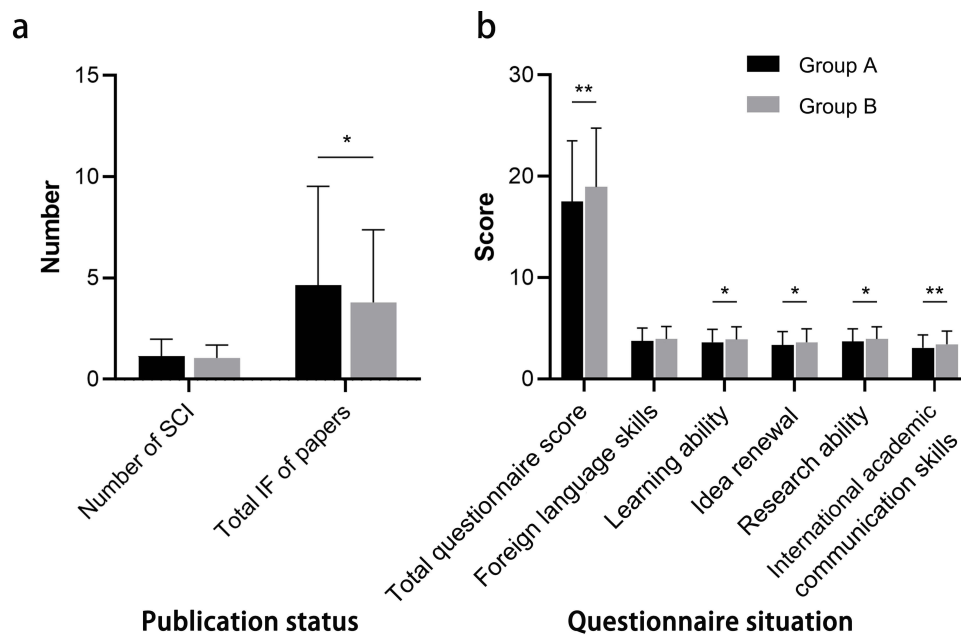 a
15
10
5
0
Number
*
Number of SCI
Total IF of papers
Publication status
b
Group A
Group B
30
20
10
0
Score
**
*
*
*
**
Total questionnaire score
Foreign language skills
Learning ability
Idea renewal
Research ability
International academic
communication skills
Questionnaire situation